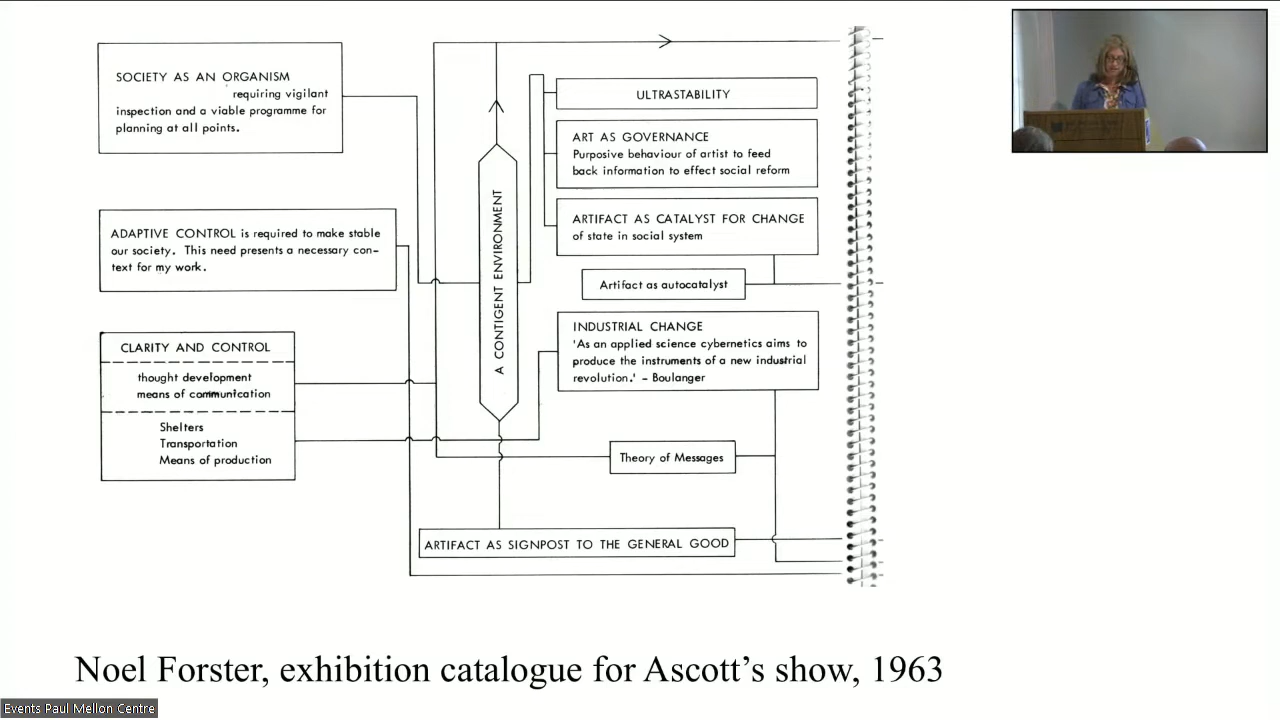 SOCIETY AS AN ORGANISM
requiring vigilant
inspection and a viable programme for
planning at all points.
ADAPTIVE CONTROL is required to make stable
our society. This need presents a necessary con-
text for my work.
CLARITY AND CONTROL
thought development
means of communication
Shelters
Transportation
Means of production
A CONTIGENT ENVIRONMENT
ULTRASTABILITY
ART AS GOVERNANCE
Purposive behaviour of artist to feed
back information to effect social reform
ARTIFACT AS CATALYST FOR CHANGE
of state in social system
Artifact as autocatalyst
INDUSTRIAL CHANGE
'As an applied science cybernetics aims to
produce the instruments of a new industrial
revolution.' - Boulanger
Theory of Messages
ARTIFACT AS SIGNPOST TO THE GENERAL GOOD
Noel Forster, exhibition catalogue for Ascott's show, 1963
Events Paul Mellon Centre